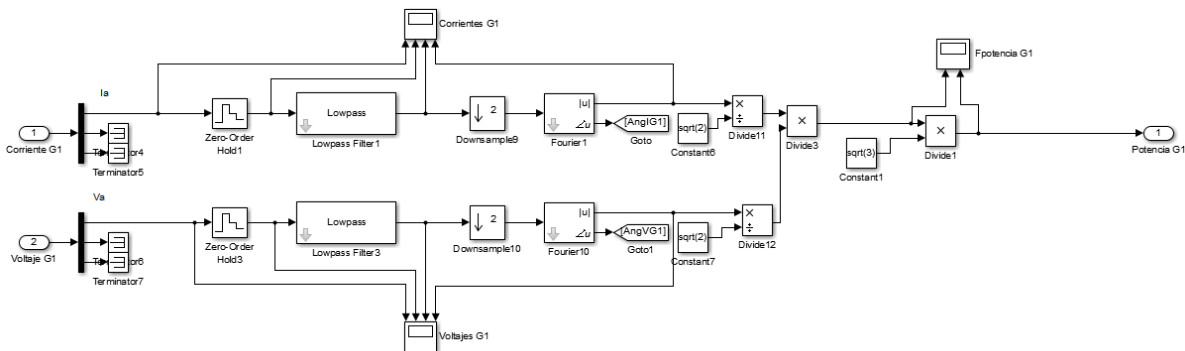 Corrientes G1
Fpotencia G1
Ia
1
Corriente G1
Terminator5
Zero-Order
Hold1
Lowpass
Lowpass Filter1
2
Downsample9
|u|
∠u
Fourier1
[AngIG1]
Goto
sqrt(2)
Constant6
×
÷
Divide11
×
Divide3
sqrt(3)
Constant1
×
Divide1
1
Potencia G1
Va
2
Voltaje G1
Terminator7
Zero-Order
Hold3
Lowpass
Lowpass Filter3
2
Downsample10
|u|
∠u
Fourier10
[AngVG1]
Goto1
sqrt(2)
Constant7
×
÷
Divide12
Voltajes G1